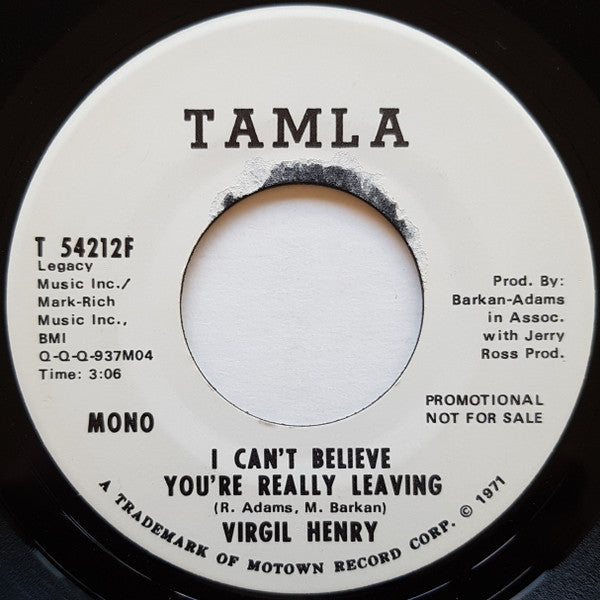 TAMLA
T 54212F
Legacy
Music Inc./
Mark-Rich
Music Inc.,
BMI
Q-Q-Q-937M04
Time: 3:06
MONO
Prod. By:
Barkan-Adams
in Assoc.
with Jerry
Ross Prod.
PROMOTIONAL
NOT FOR SALE
I CAN'T BELIEVE
YOU'RE REALLY LEAVING
(R. Adams, M. Barkan)
VIRGIL HENRY
A TRADEMARK OF MOTOWN RECORD CORP. © 1971